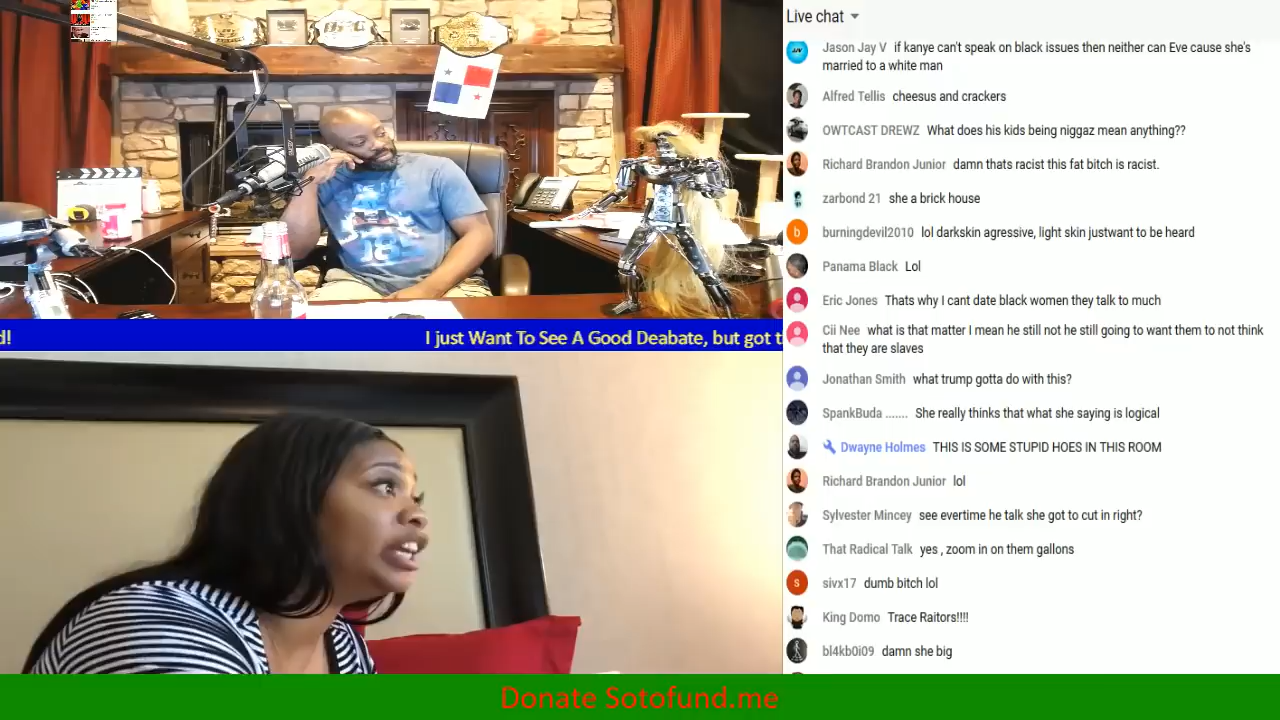 Live chat
Jason Jay V if kanye can't speak on black issues then neither can Eve cause she's
married to a white man
Alfred Tellis cheesus and crackers
OWTCAST DREWZ What does his kids being niggaz mean anything??
Richard Brandon Junior damn thats racist this fat bitch is racist.
zarbond 21 she a brick house
burningdevil2010 lol darkskin agressive, light skin justwant to be heard
Panama Black Lol
Eric Jones Thats why I cant date black women they talk to much
Cii Nee what is that matter I mean he still not he still going to want them to not think
that they are slaves
Jonathan Smith what trump gotta do with this?
SpankBuda ....... She really thinks that what she saying is logical
Dwayne Holmes THIS IS SOME STUPID HOES IN THIS ROOM
Richard Brandon Junior lol
Sylvester Mincey see evertime he talk she got to cut in right?
That Radical Talk yes , zoom in on them gallons
sivx17 dumb bitch lol
King Domo Trace Raitors!!!!
bl4kb0i09 damn she big
d! I just Want To See A Good Deabate, but got t
Donate Sotofund.me